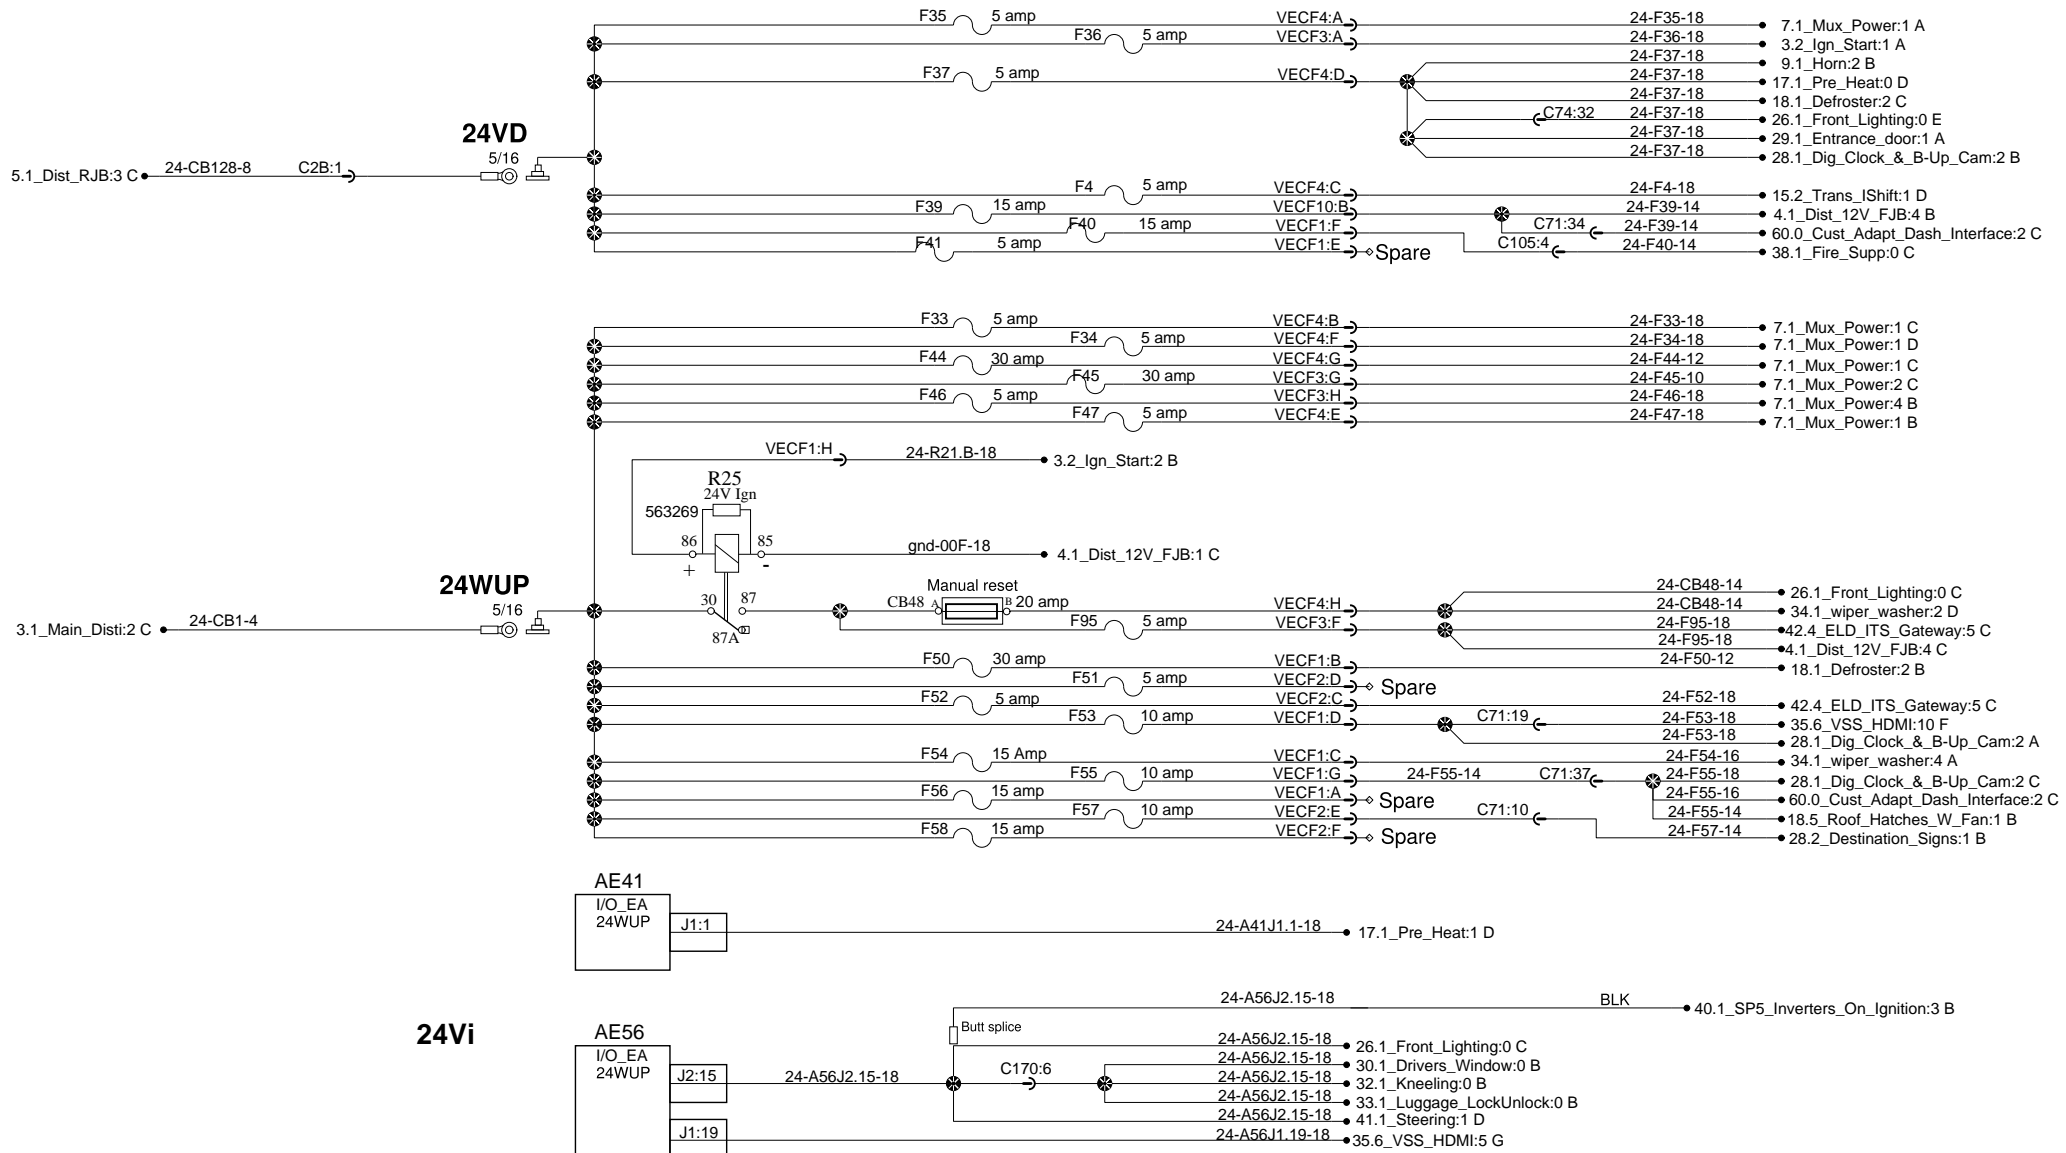 F35 5 amp VECF4:A 24-F35-18 7.1_Mux_Power:1 A
F36 5 amp VECF3:A 24-F36-18 3.2_Ign_Start:1 A
24-F37-18 9.1_Horn:2 B
F37 5 amp VECF4:D 24-F37-18 17.1_Pre_Heat:0 D
24-F37-18 18.1_Defroster:2 C
C74:32 24-F37-18 26.1_Front_Lighting:0 E
24VD
24-F37-18 29.1_Entrance_door:1 A
5/16 24-F37-18 28.1_Dig_Clock_&_B-Up_Cam:2 B
5.1_Dist_RJB:3 C 24-CB128-8 C2B:1
F4 5 amp VECF4:C 24-F4-18 15.2_Trans_IShift:1 D
F39 15 amp VECF10:B 24-F39-14 4.1_Dist_12V_FJB:4 B
F40 15 amp VECF1:F C71:34 24-F39-14 60.0_Cust_Adapt_Dash_Interface:2 C
F41 5 amp VECF1:E Spare C105:4 24-F40-14 38.1_Fire_Supp:0 C
F33 5 amp VECF4:B 24-F33-18 7.1_Mux_Power:1 C
F34 5 amp VECF4:F 24-F34-18 7.1_Mux_Power:1 D
F44 30 amp VECF4:G 24-F44-12 7.1_Mux_Power:1 C
F45 30 amp VECF3:G 24-F45-10 7.1_Mux_Power:2 C
F46 5 amp VECF3:H 24-F46-18 7.1_Mux_Power:4 B
F47 5 amp VECF4:E 24-F47-18 7.1_Mux_Power:1 B
VECF1:H 24-R21.B-18 3.2_Ign_Start:2 B
R25
24V Ign
563269
86 85 gnd-00F-18 4.1_Dist_12V_FJB:1 C
+ -
24WUP
Manual reset 24-CB48-14 26.1_Front_Lighting:0 C
5/16 30 87 CB48 A B 20 amp VECF4:H 24-CB48-14 34.1_wiper_washer:2 D
3.1_Main_Disti:2 C 24-CB1-4 87A F95 5 amp VECF3:F 24-F95-18 42.4_ELD_ITS_Gateway:5 C
24-F95-18 4.1_Dist_12V_FJB:4 C
F50 30 amp VECF1:B 24-F50-12 18.1_Defroster:2 B
F51 5 amp VECF2:D Spare
F52 5 amp VECF2:C 24-F52-18 42.4_ELD_ITS_Gateway:5 C
F53 10 amp VECF1:D C71:19 24-F53-18 35.6_VSS_HDMI:10 F
24-F53-18 28.1_Dig_Clock_&_B-Up_Cam:2 A
F54 15 Amp VECF1:C 24-F54-16 34.1_wiper_washer:4 A
F55 10 amp VECF1:G 24-F55-14 C71:37 24-F55-18 28.1_Dig_Clock_&_B-Up_Cam:2 C
F56 15 amp VECF1:A Spare 24-F55-16 60.0_Cust_Adapt_Dash_Interface:2 C
F57 10 amp VECF2:E C71:10 24-F55-14 18.5_Roof_Hatches_W_Fan:1 B
F58 15 amp VECF2:F Spare 24-F57-14 28.2_Destination_Signs:1 B
AE41
I/O_EA
24WUP
J1:1 24-A41J1.1-18 17.1_Pre_Heat:1 D
24-A56J2.15-18 BLK 40.1_SP5_Inverters_On_Ignition:3 B
24Vi
AE56 Butt splice
I/O_EA
24WUP
24-A56J2.15-18 26.1_Front_Lighting:0 C
24-A56J2.15-18 30.1_Drivers_Window:0 B
J2:15 24-A56J2.15-18 C170:6 24-A56J2.15-18 32.1_Kneeling:0 B
24-A56J2.15-18 33.1_Luggage_LockUnlock:0 B
24-A56J2.15-18 41.1_Steering:1 D
J1:19 24-A56J1.19-18 35.6_VSS_HDMI:5 G